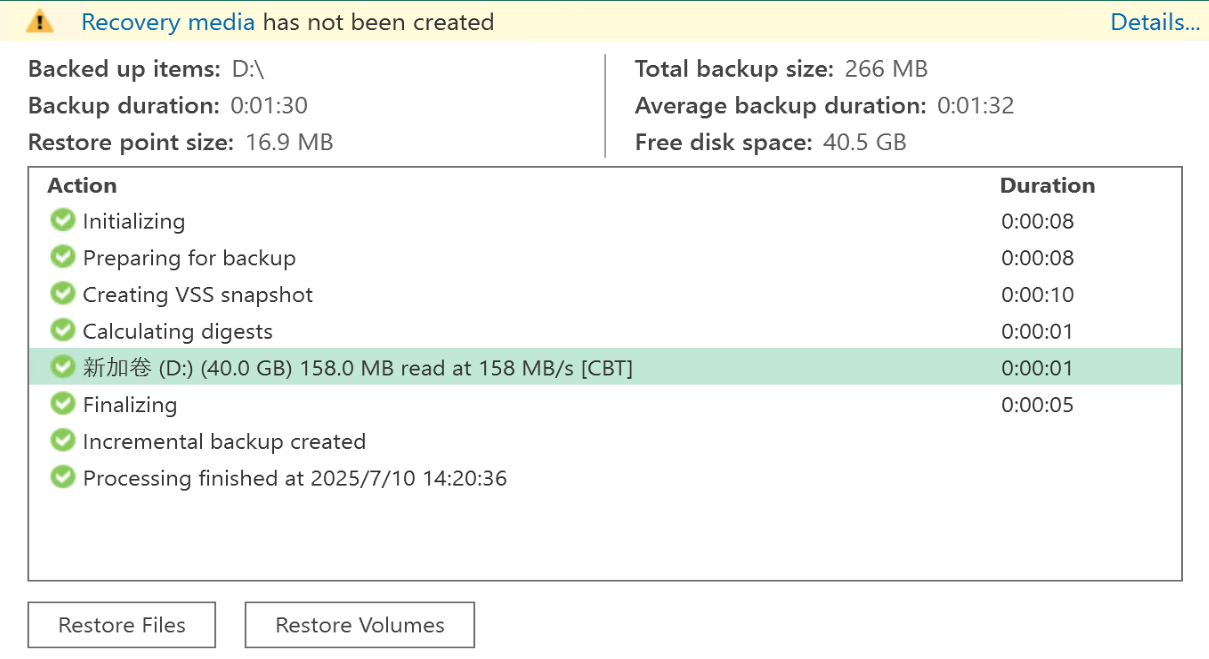 Recovery media has not been created Details...
Backed up items: D:\ Total backup size: 266 MB
Backup duration: 0:01:30 Average backup duration: 0:01:32
Restore point size: 16.9 MB Free disk space: 40.5 GB
Action Duration
Initializing 0:00:08
Preparing for backup 0:00:08
Creating VSS snapshot 0:00:10
Calculating digests 0:00:01
新加卷 (D:) (40.0 GB) 158.0 MB read at 158 MB/s [CBT] 0:00:01
Finalizing 0:00:05
Incremental backup created
Processing finished at 2025/7/10 14:20:36
Restore Files Restore Volumes